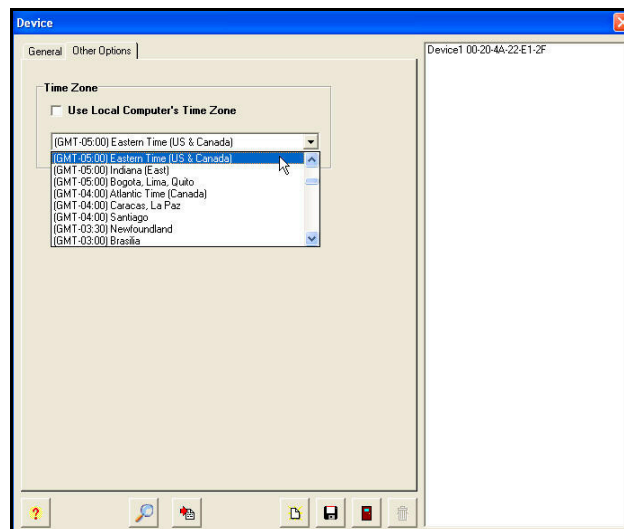 Device
General Other Options
Device1 00-20-4A-22-E1-2F
Time Zone
Use Local Computer's Time Zone
(GMT-05:00) Eastern Time (US & Canada)
(GMT-05:00) Eastern Time (US & Canada)
(GMT-05:00) Indiana (East)
(GMT-05:00) Bogota, Lima, Quito
(GMT-04:00) Atlantic Time (Canada)
(GMT-04:00) Caracas, La Paz
(GMT-04:00) Santiago
(GMT-03:30) Newfoundland
(GMT-03:00) Brasilia
?